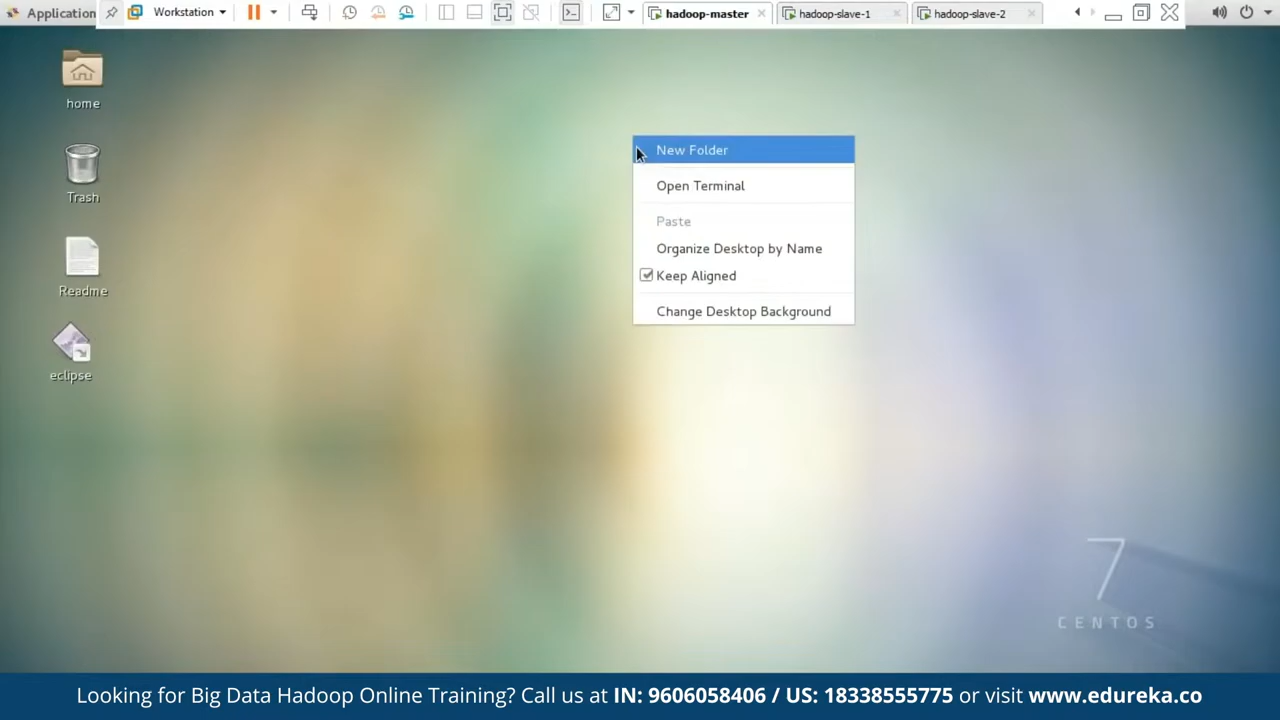 Application
Workstation
hadoop-master
hadoop-slave-1
hadoop-slave-2
home
Trash
Readme
eclipse
New Folder
Open Terminal
Paste
Organize Desktop by Name
Keep Aligned
Change Desktop Background
7
CENTOS
Looking for Big Data Hadoop Online Training? Call us at IN: 9606058406 / US: 18338555775 or visit www.edureka.co